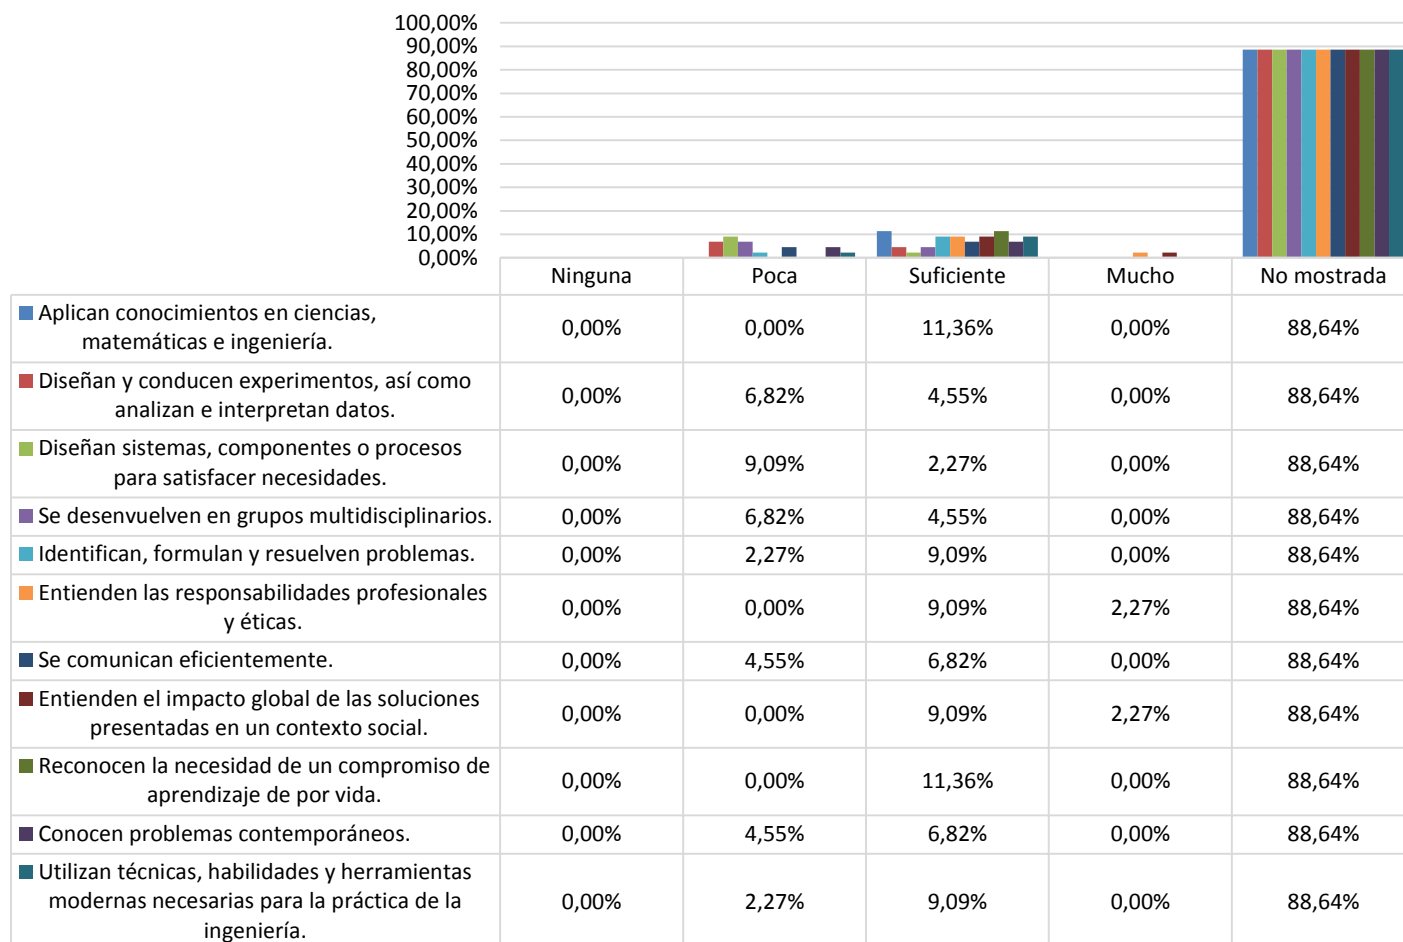 100,00%
90,00%
80,00%
70,00%
60,00%
50,00%
40,00%
30,00%
20,00%
10,00%
0,00%
Ninguna Poca Suficiente Mucho No mostrada
Aplican conocimientos en ciencias,
matemáticas e ingeniería.
0,00% 0,00% 11,36% 0,00% 88,64%
Diseñan y conducen experimentos, así como
analizan e interpretan datos.
0,00% 6,82% 4,55% 0,00% 88,64%
Diseñan sistemas, componentes o procesos
para satisfacer necesidades.
0,00% 9,09% 2,27% 0,00% 88,64%
Se desenvuelven en grupos multidisciplinarios. 0,00% 6,82% 4,55% 0,00% 88,64%
Identifican, formulan y resuelven problemas. 0,00% 2,27% 9,09% 0,00% 88,64%
Entienden las responsabilidades profesionales
y éticas.
0,00% 0,00% 9,09% 2,27% 88,64%
Se comunican eficientemente. 0,00% 4,55% 6,82% 0,00% 88,64%
Entienden el impacto global de las soluciones
presentadas en un contexto social.
0,00% 0,00% 9,09% 2,27% 88,64%
Reconocen la necesidad de un compromiso de
aprendizaje de por vida.
0,00% 0,00% 11,36% 0,00% 88,64%
Conocen problemas contemporáneos. 0,00% 4,55% 6,82% 0,00% 88,64%
Utilizan técnicas, habilidades y herramientas
modernas necesarias para la práctica de la
ingeniería.
0,00% 2,27% 9,09% 0,00% 88,64%